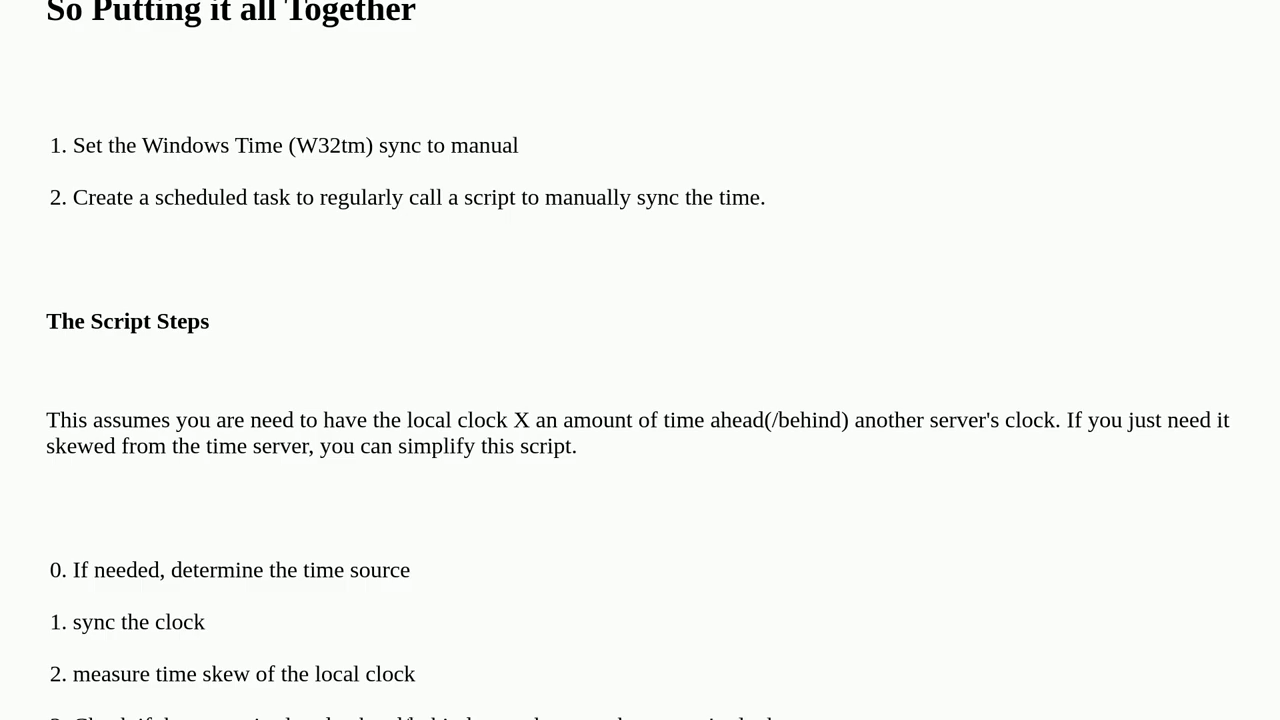 So Putting it all Together
1. Set the Windows Time (W32tm) sync to manual
2. Create a scheduled task to regularly call a script to manually sync the time.
The Script Steps
This assumes you are need to have the local clock X an amount of time ahead(/behind) another server's clock. If you just need it
skewed from the time server, you can simplify this script.
0. If needed, determine the time source
1. sync the clock
2. measure time skew of the local clock